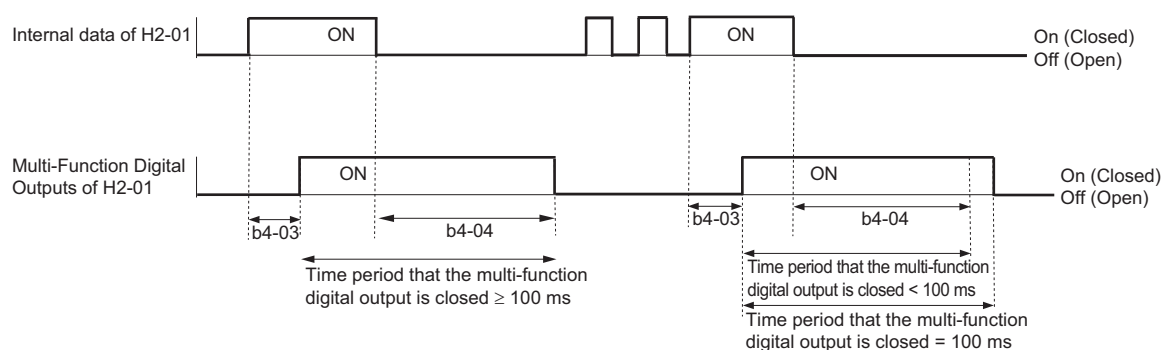 Internal data of H2-01
ON
ON
On (Closed)
Off (Open)
Multi-Function Digital
Outputs of H2-01
ON
ON
On (Closed)
Off (Open)
b4-03
b4-04
b4-03
b4-04
Time period that the multi-function
digital output is closed ≥ 100 ms
Time period that the multi-function
digital output is closed < 100 ms
Time period that the multi-function
digital output is closed = 100 ms